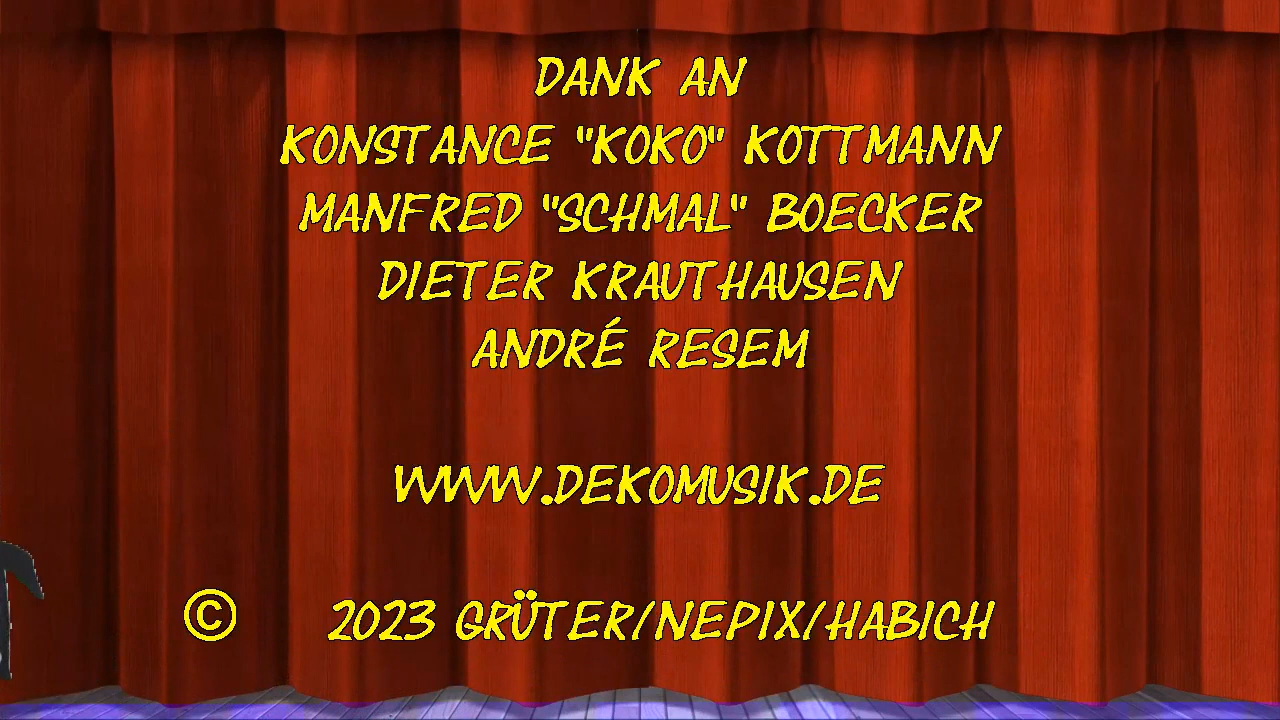 DANK AN
KONSTANCE "KOKO" KOTTMANN
MANFRED "SCHMAL" BOECKER
DIETER KRAUTHAUSEN
ANDRÉ RESEM
WWW.DEKOMUSIK.DE
© 2023 GRÜTER/NEPIX/HABICH